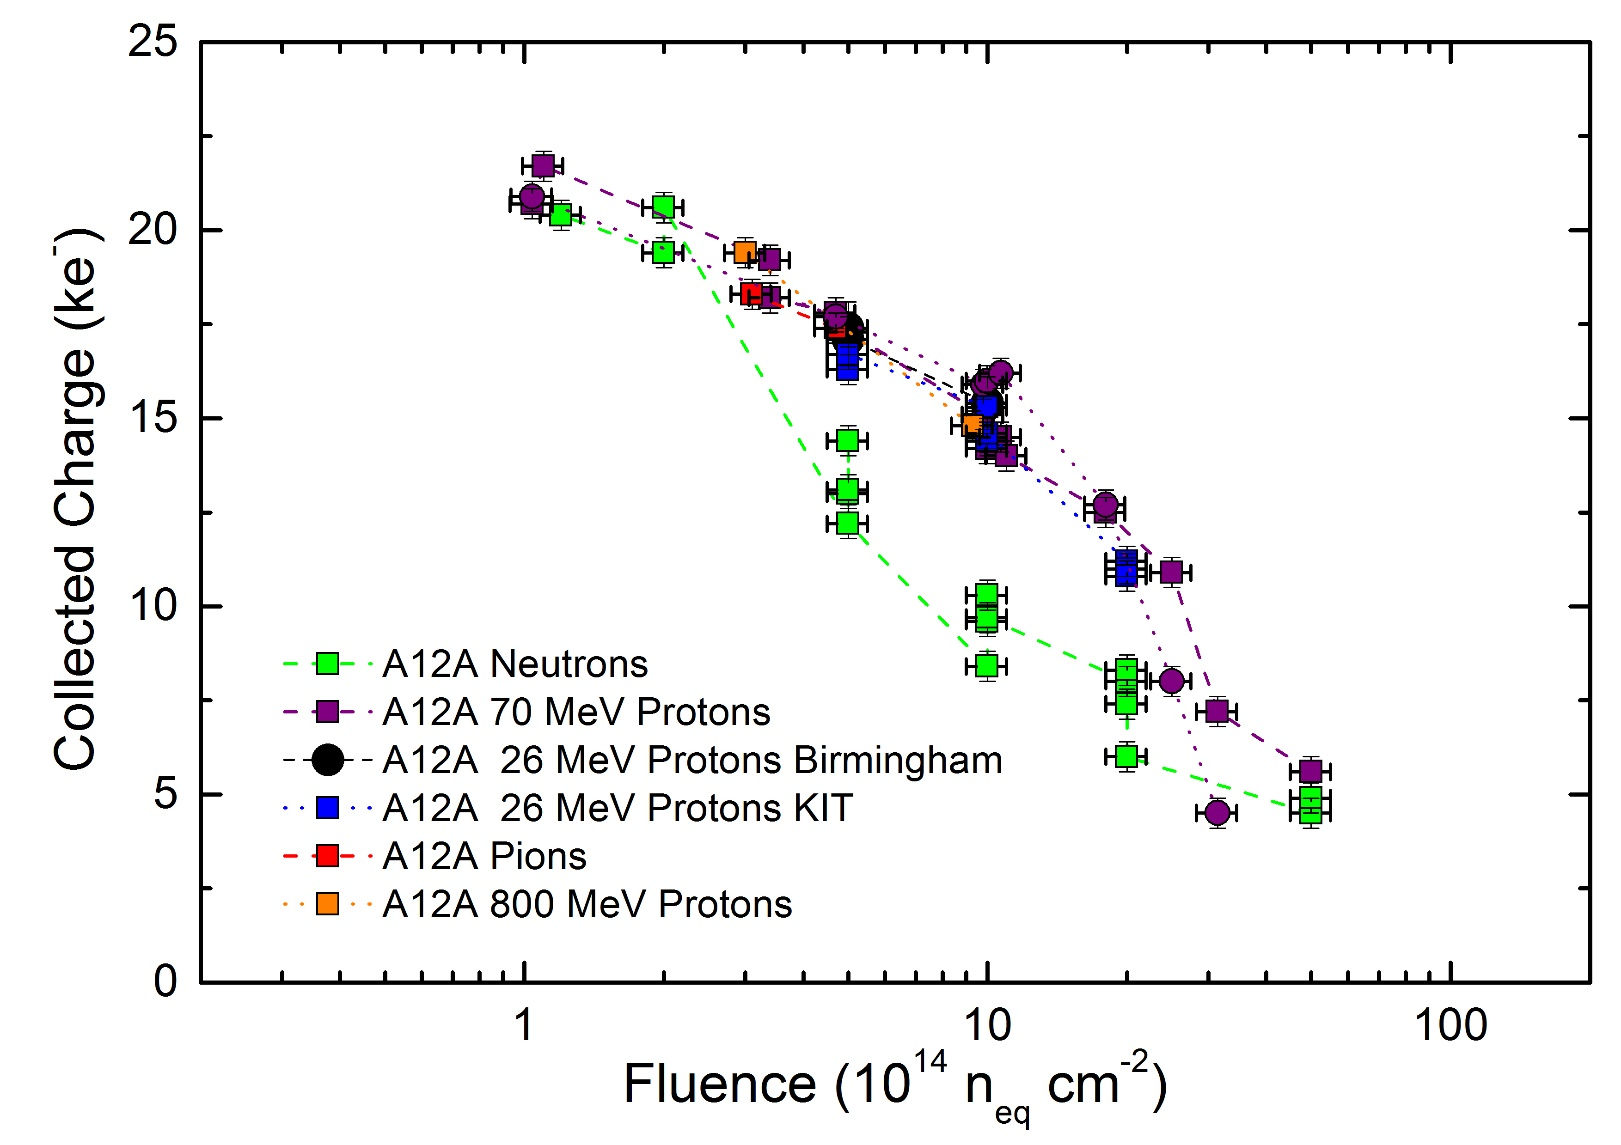 25
20
15
10
5
0
Collected Charge (ke⁻)
A12A Neutrons
A12A 70 MeV Protons
A12A 26 MeV Protons Birmingham
A12A 26 MeV Protons KIT
A12A Pions
A12A 800 MeV Protons
1 10 100
Fluence (10¹⁴ n_eq cm⁻²)